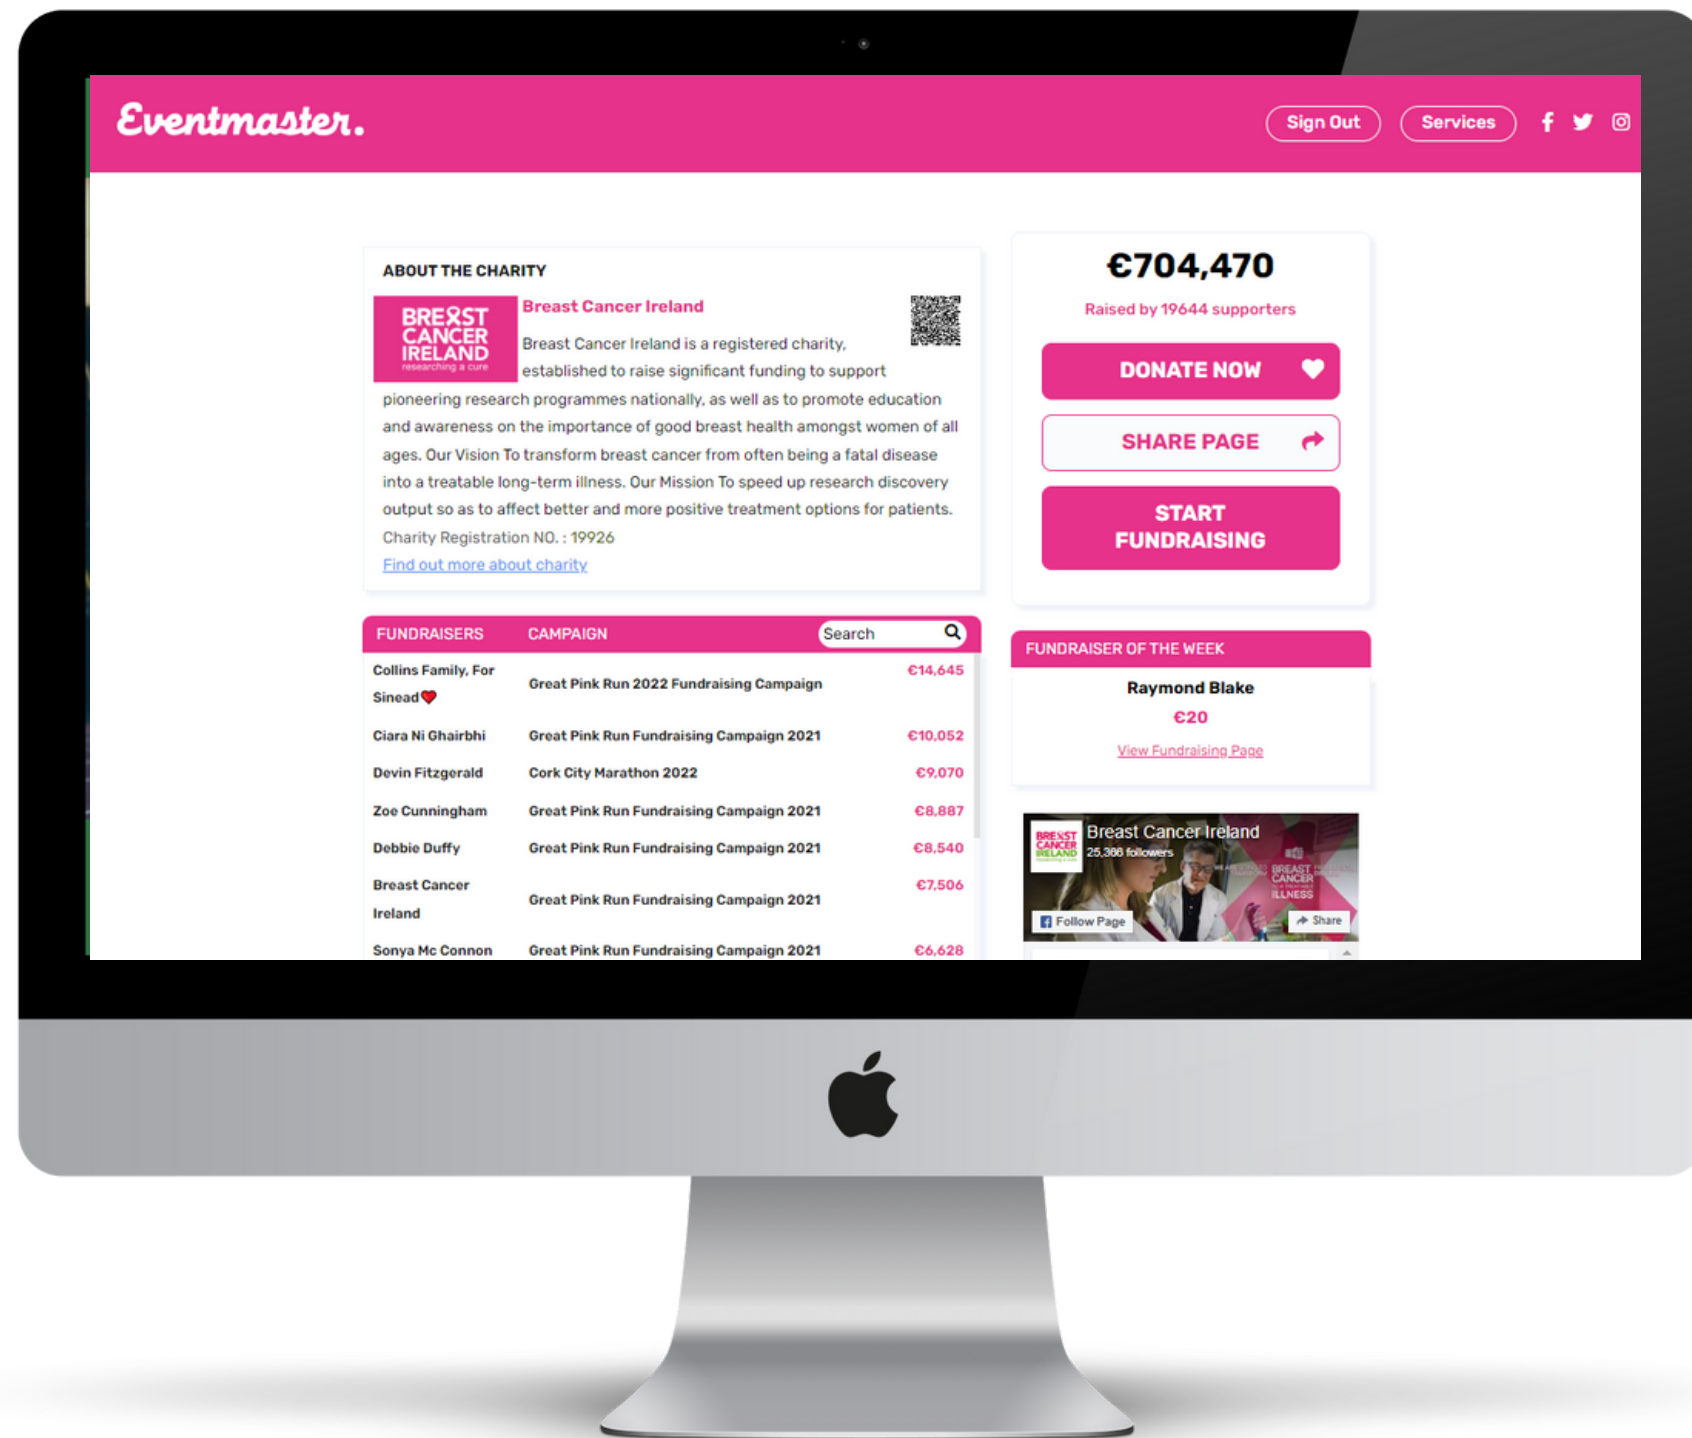 Eventmaster.
Sign Out
Services
ABOUT THE CHARITY
BREAST
CANCER
IRELAND
researching a cure
Breast Cancer Ireland
Breast Cancer Ireland is a registered charity,
established to raise significant funding to support
pioneering research programmes nationally, as well as to promote education
and awareness on the importance of good breast health amongst women of all
ages. Our Vision To transform breast cancer from often being a fatal disease
into a treatable long-term illness. Our Mission To speed up research discovery
output so as to affect better and more positive treatment options for patients.
Charity Registration NO. : 19926
Find out more about charity
€704,470
Raised by 19644 supporters
DONATE NOW
SHARE PAGE
START
FUNDRAISING
FUNDRAISERS CAMPAIGN Search
Collins Family, For
Sinead❤ Great Pink Run 2022 Fundraising Campaign €14,645
Ciara Ni Ghairbhi Great Pink Run Fundraising Campaign 2021 €10,052
Devin Fitzgerald Cork City Marathon 2022 €9,070
Zoe Cunningham Great Pink Run Fundraising Campaign 2021 €8,887
Debbie Duffy Great Pink Run Fundraising Campaign 2021 €8,540
Breast Cancer
Ireland Great Pink Run Fundraising Campaign 2021 €7,506
Sonya Mc Connon Great Pink Run Fundraising Campaign 2021 €6,628
FUNDRAISER OF THE WEEK
Raymond Blake
€20
View Fundraising Page
BREAST
CANCER
IRELAND
Breast Cancer Ireland
25,366 followers
BREAST
CANCER
ILLNESS
Follow Page
Share